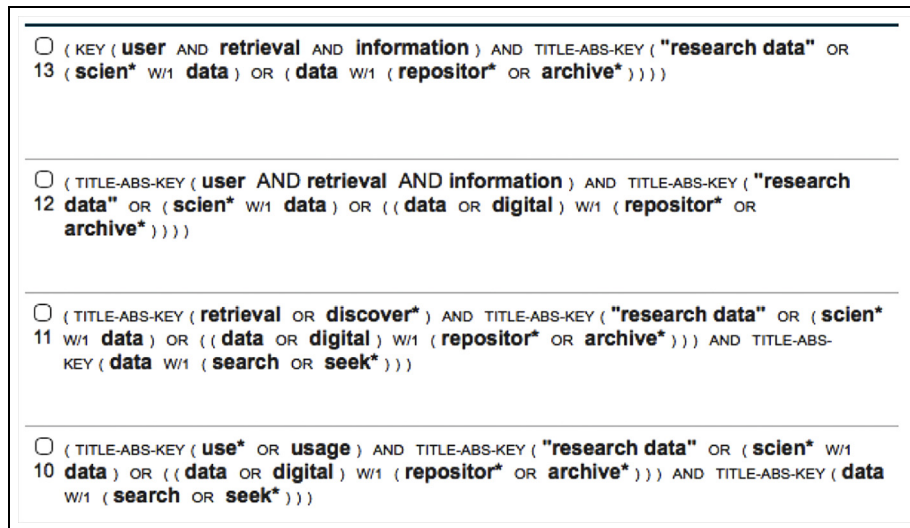 ( KEY ( user AND retrieval AND information ) AND TITLE-ABS-KEY ( "research data" OR
13 ( scien* W/1 data ) OR ( data W/1 ( repositor* OR archive* ) ) ) )
( TITLE-ABS-KEY ( user AND retrieval AND information ) AND TITLE-ABS-KEY ( "research
12 data" OR ( scien* W/1 data ) OR ( ( data OR digital ) W/1 ( repositor* OR
archive* ) ) ) )
( TITLE-ABS-KEY ( retrieval OR discover* ) AND TITLE-ABS-KEY ( "research data" OR ( scien*
11 W/1 data ) OR ( ( data OR digital ) W/1 ( repositor* OR archive* ) ) ) AND TITLE-ABS-
KEY ( data W/1 ( search OR seek* ) ) )
( TITLE-ABS-KEY ( use* OR usage ) AND TITLE-ABS-KEY ( "research data" OR ( scien* W/1
10 data ) OR ( ( data OR digital ) W/1 ( repositor* OR archive* ) ) ) AND TITLE-ABS-KEY ( data
W/1 ( search OR seek* ) ) )